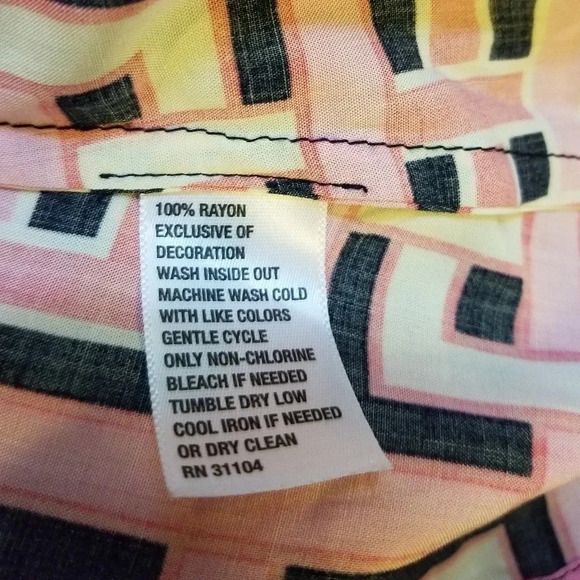 100% RAYON
EXCLUSIVE OF
DECORATION
WASH INSIDE OUT
MACHINE WASH COLD
WITH LIKE COLORS
GENTLE CYCLE
ONLY NON-CHLORINE
BLEACH IF NEEDED
TUMBLE DRY LOW
COOL IRON IF NEEDED
OR DRY CLEAN
RN 31104